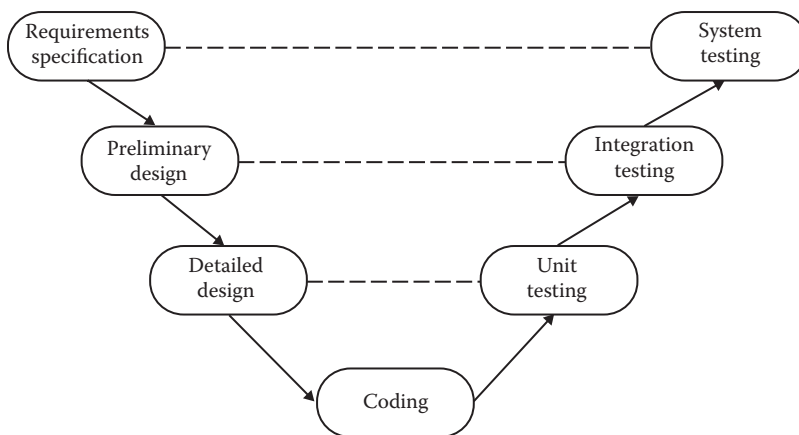 Requirements
specification
System
testing
Preliminary
design
Integration
testing
Detailed
design
Unit
testing
Coding